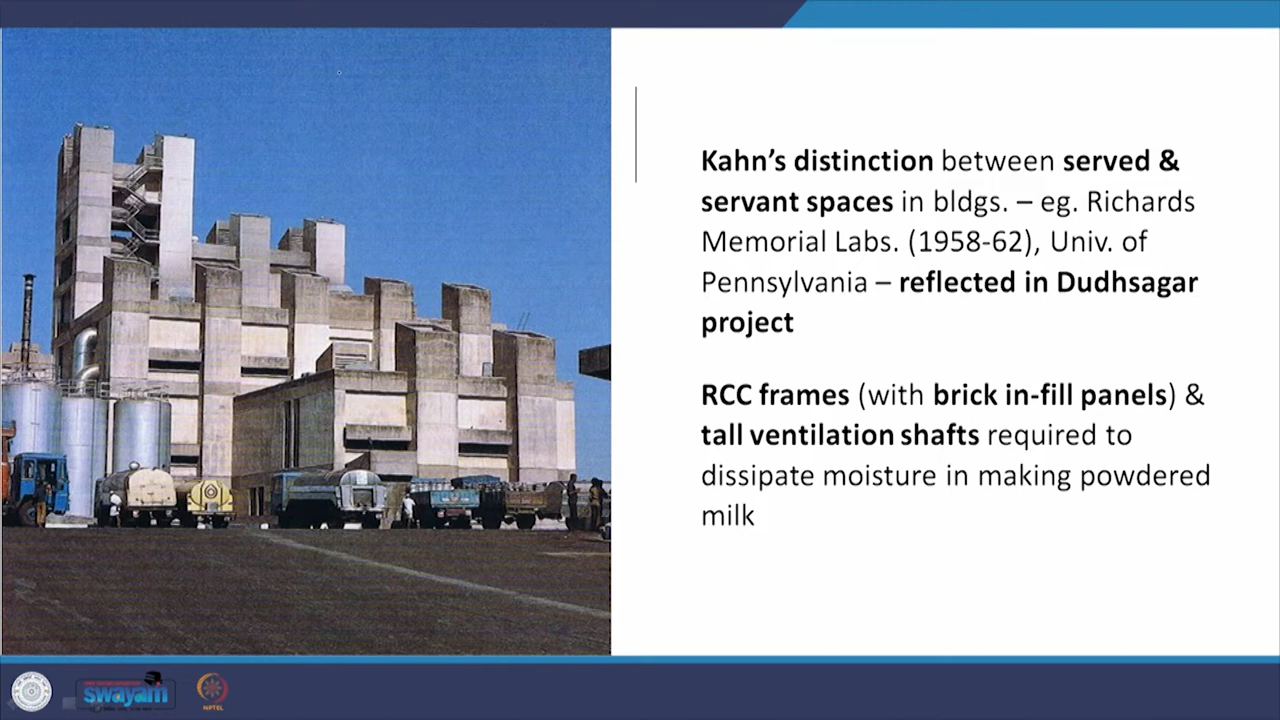 Kahn's distinction between served &
servant spaces in bldgs. – eg. Richards
Memorial Labs. (1958-62), Univ. of
Pennsylvania – reflected in Dudhsagar
project
RCC frames (with brick in-fill panels) &
tall ventilation shafts required to
dissipate moisture in making powdered
milk
swayam
NPTEL